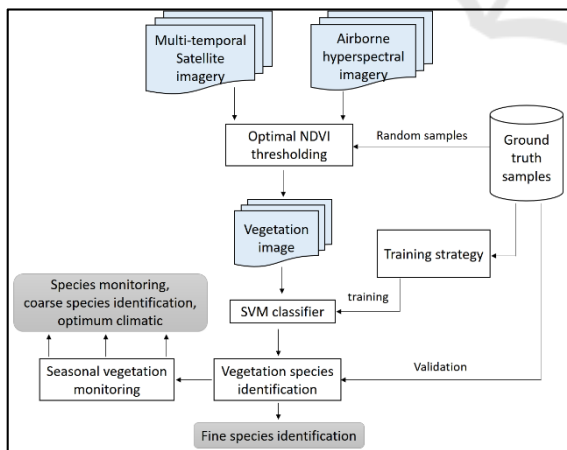 Multi-temporal
Satellite
imagery
Airborne
hyperspectral
imagery
Optimal NDVI
thresholding
Random samples
Ground
truth
samples
Vegetation
image
Training strategy
Species monitoring,
coarse species identification,
optimum climatic
training
SVM classifier
Seasonal vegetation
monitoring
Vegetation species
identification
Validation
Fine species identification